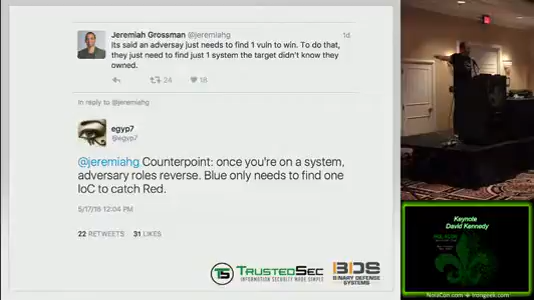 Jeremiah Grossman @jeremiahg 1d
Its said an adversay just needs to find 1 vuln to win. To do that,
they just need to find just 1 system the target didn't know they
owned.
24 18
In reply to @jeremiahg
egyp7
@egyp7
@jeremiahg Counterpoint: once you're on a system,
adversary roles reverse. Blue only needs to find one
IoC to catch Red.
5/17/16 12:04 PM
22 RETWEETS 31 LIKES
TS TRUSTEDSEC
INFORMATION SECURITY MADE SIMPLE
BDS
BINARY DEFENSE
SYSTEMS
Keynote
David Kennedy
NolaCon.com Irongeek.com